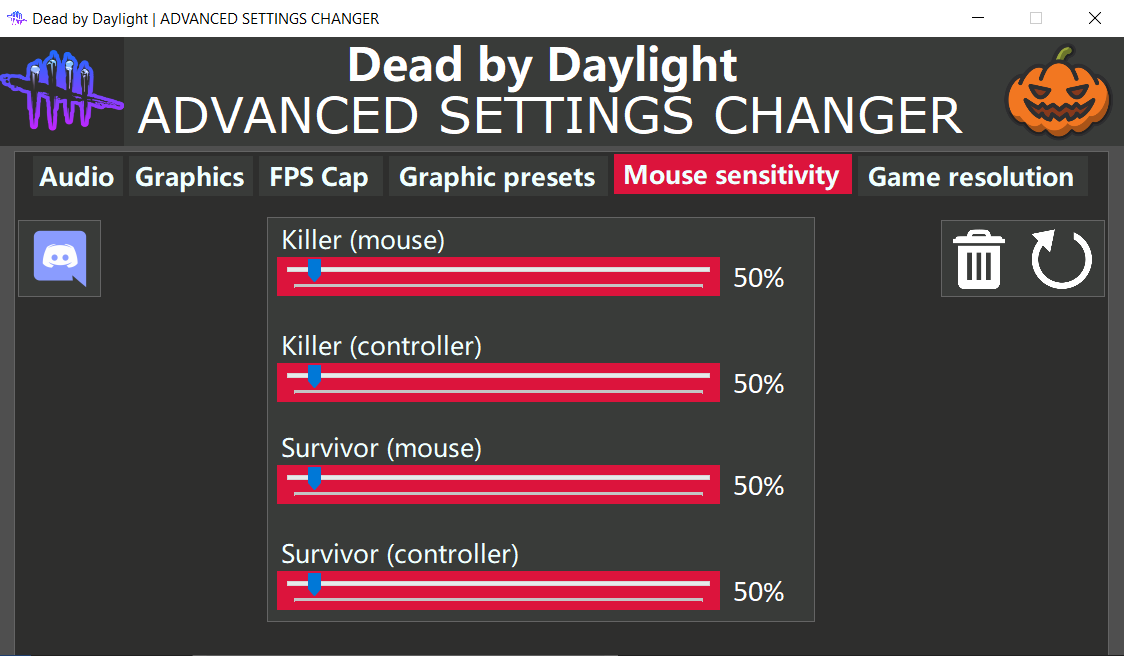 Dead by Daylight | ADVANCED SETTINGS CHANGER
Dead by Daylight
ADVANCED SETTINGS CHANGER
Audio Graphics FPS Cap Graphic presets Mouse sensitivity Game resolution
Killer (mouse)
50%
Killer (controller)
50%
Survivor (mouse)
50%
Survivor (controller)
50%